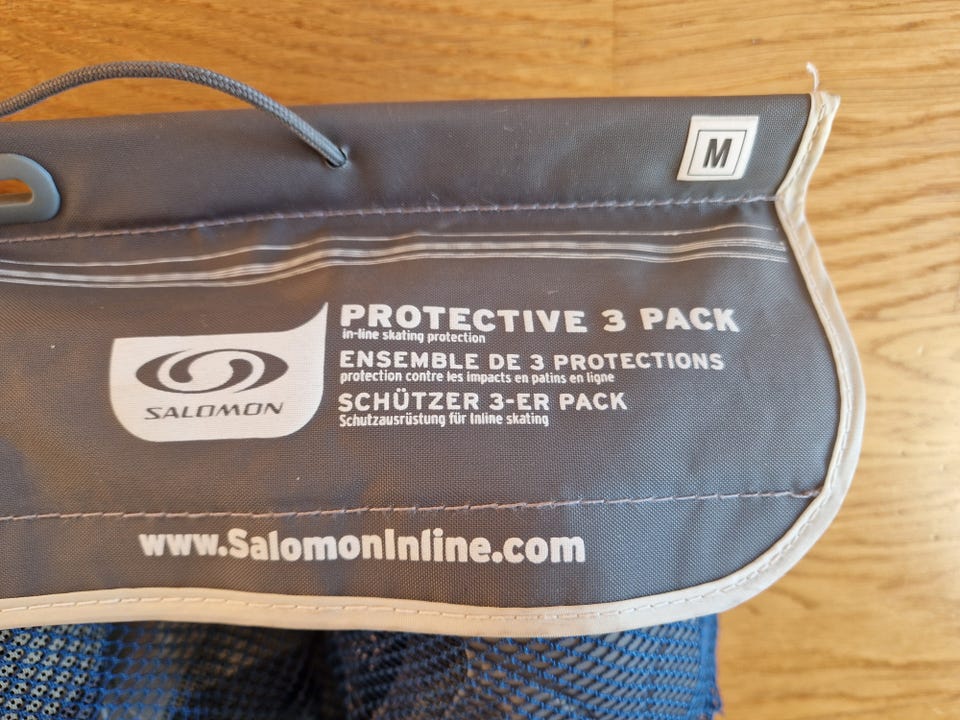 M
PROTECTIVE 3 PACK
in-line skating protection
ENSEMBLE DE 3 PROTECTIONS
protection contre les impacts en patins en ligne
SALOMON
SCHÜTZER 3-ER PACK
Schutzausrüstung für Inline skating
www.SalomonInline.com